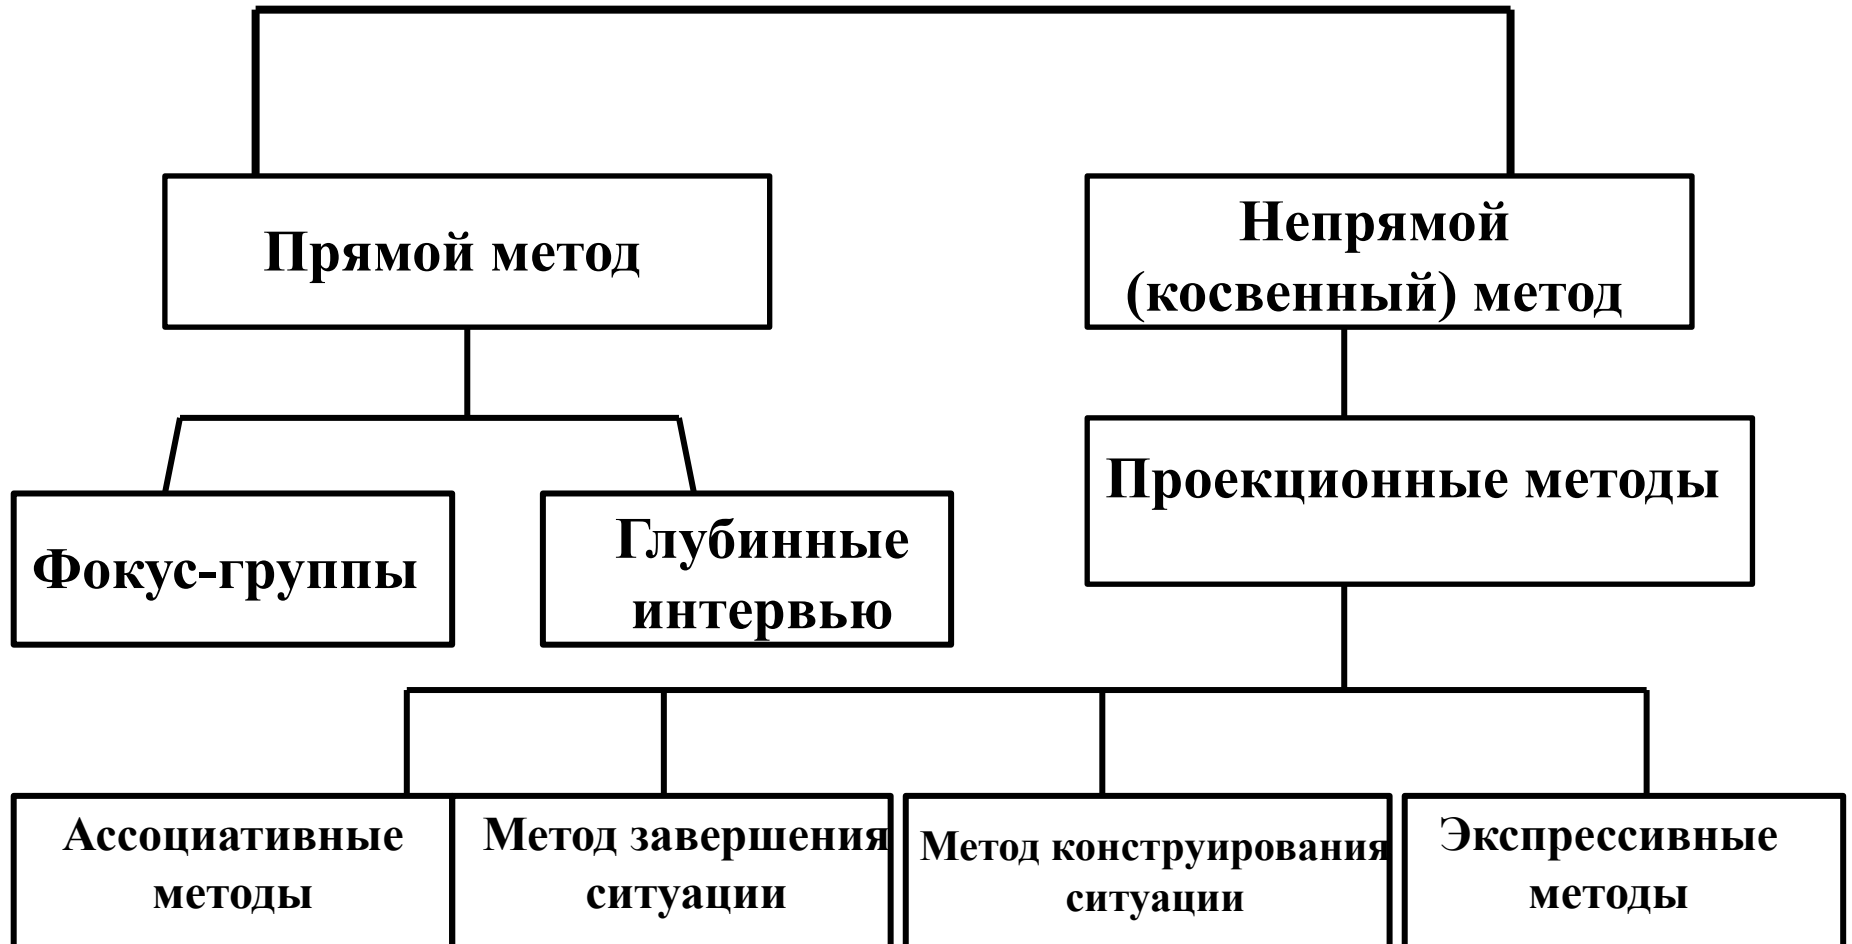 Прямой метод
Непрямой
(косвенный) метод
Фокус-группы
Глубинные
интервью
Проекционные методы
Ассоциативные
методы
Метод завершения
ситуации
Метод конструирования
ситуации
Экспрессивные
методы